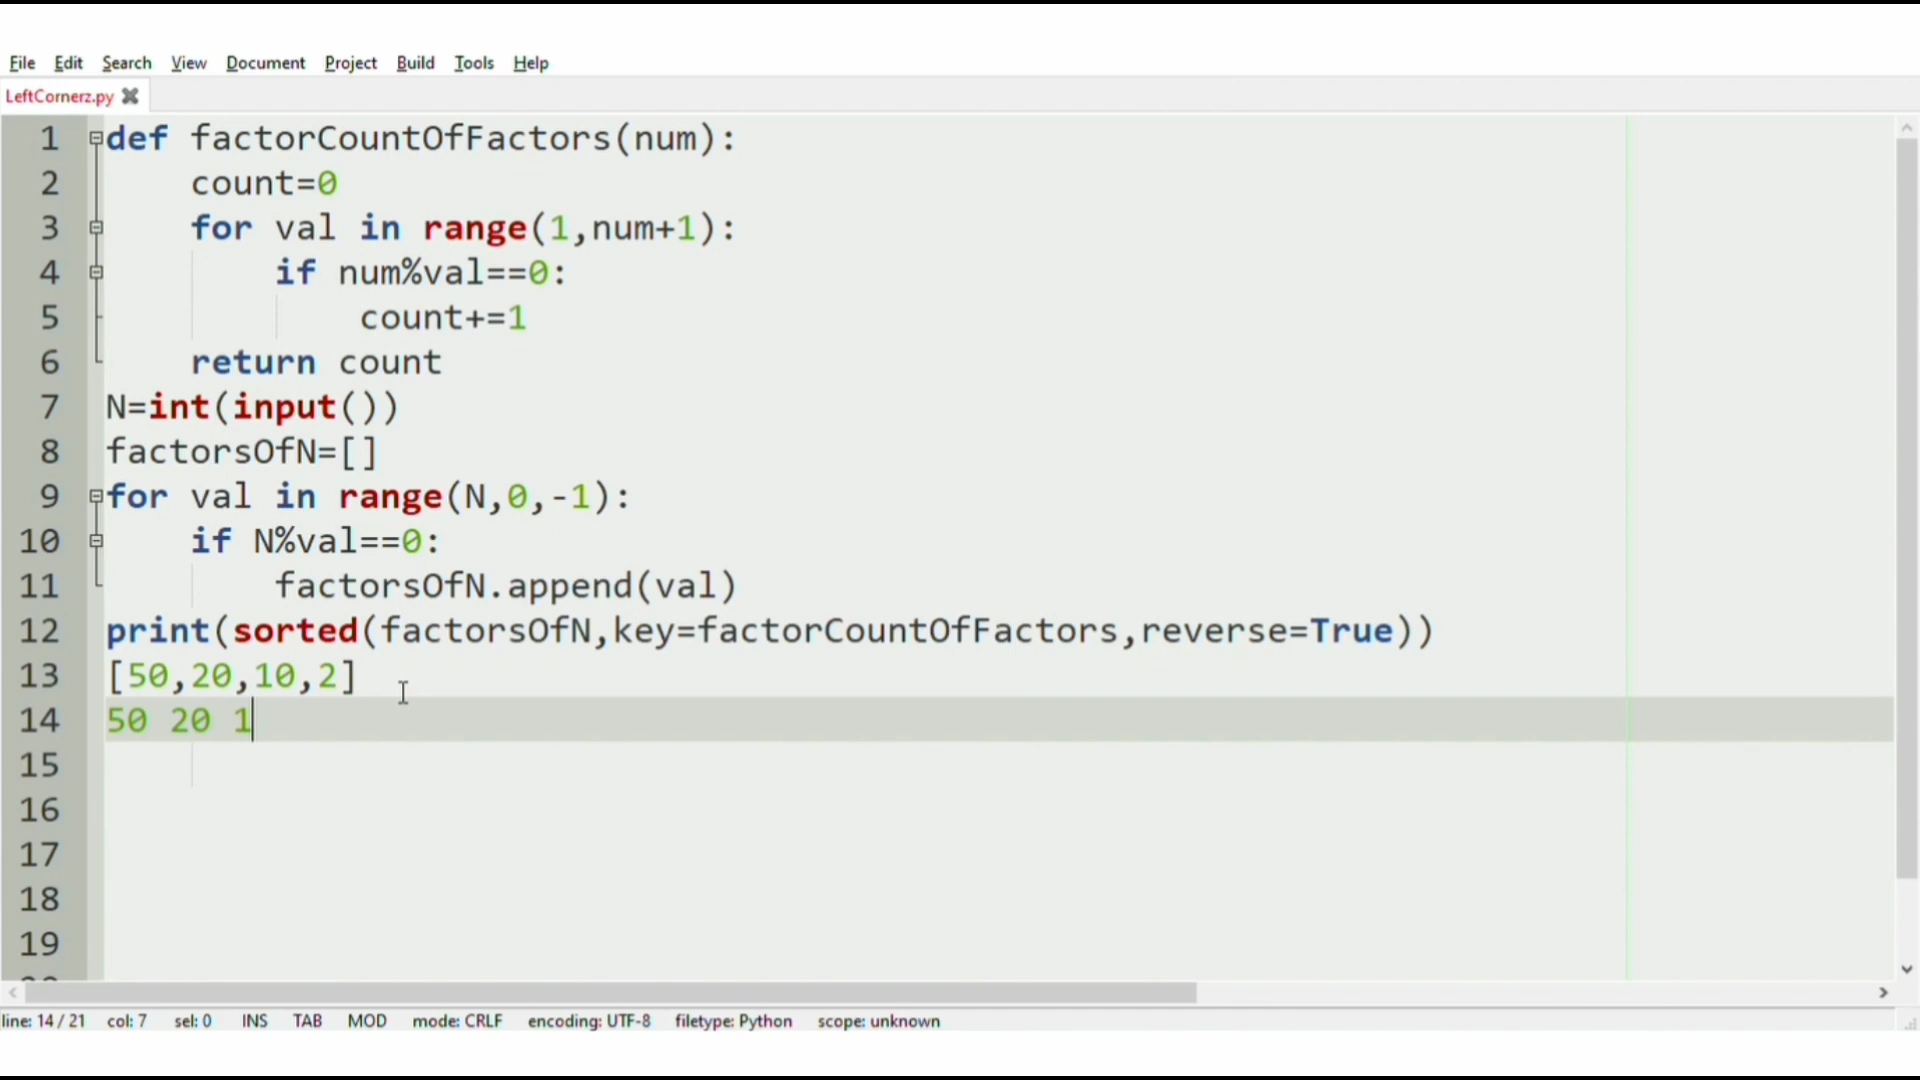 File Edit Search View Document Project Build Tools Help
LeftCornerz.py
1 def factorCountOfFactors(num):
2     count=0
3     for val in range(1,num+1):
4         if num%val==0:
5             count+=1
6     return count
7 N=int(input())
8 factorsOfN=[]
9 for val in range(N,0,-1):
10     if N%val==0:
11         factorsOfN.append(val)
12 print(sorted(factorsOfN,key=factorCountOfFactors,reverse=True))
13 [50,20,10,2]
14 50 20 1
15
16
17
18
19
line: 14 / 21 col: 7 sel: 0 INS TAB MOD mode: CRLF encoding: UTF-8 filetype: Python scope: unknown